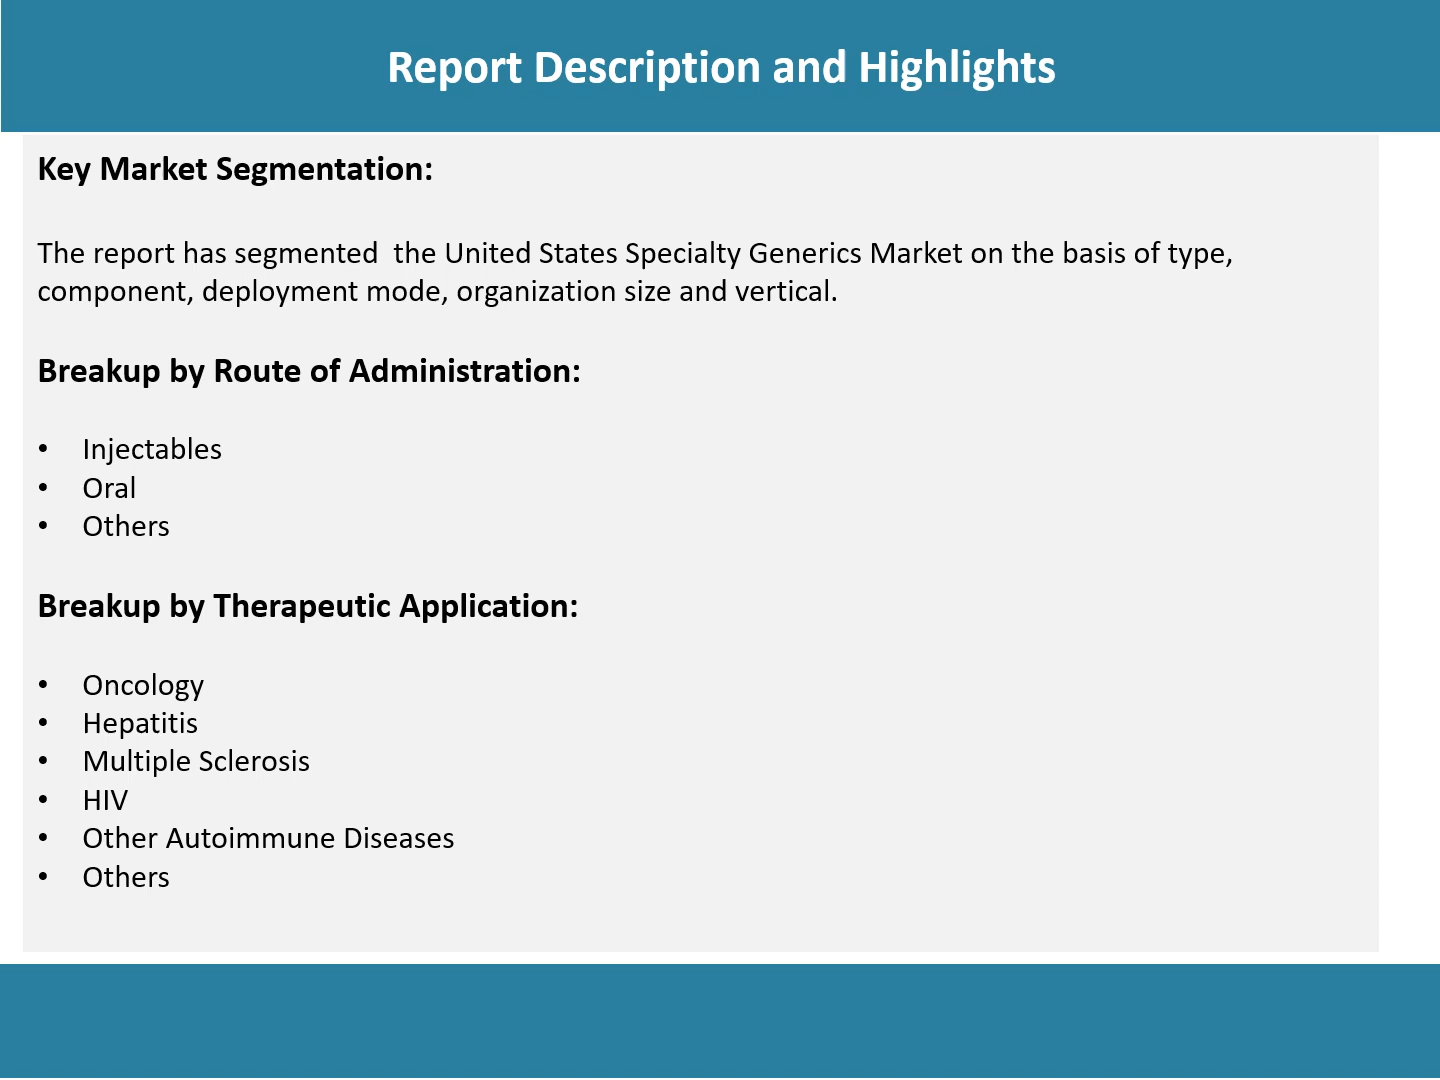 Report Description and Highlights
Key Market Segmentation:
The report has segmented  the United States Specialty Generics Market on the basis of type,
component, deployment mode, organization size and vertical.
Breakup by Route of Administration:
• Injectables
• Oral
• Others
Breakup by Therapeutic Application:
• Oncology
• Hepatitis
• Multiple Sclerosis
• HIV
• Other Autoimmune Diseases
• Others